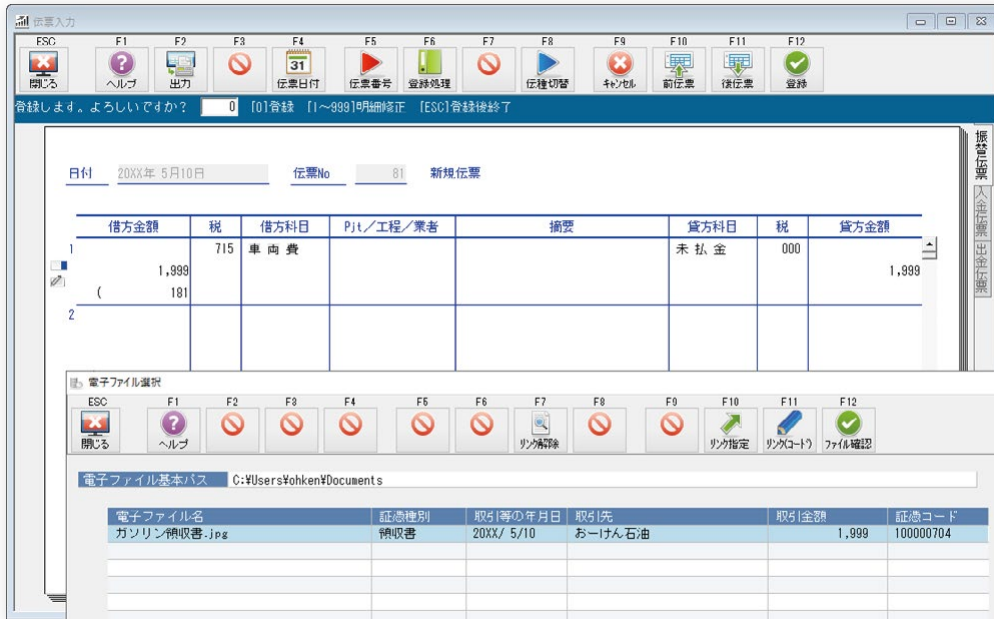 伝票入力
ESC F1 F2 F3 F4 F5 F6 F7 F8 F9 F10 F11 F12
31
閉じる ヘルプ 出力 伝票日付 伝票番号 登録処理 伝種切替 キャンセル 前伝票 後伝票 登録
登録します。よろしいですか? 0 [0]登録 [1~999]明細修正 [ESC]登録後終了
振替伝票
入金伝票
出金伝票
日付 20XX年 5月10日 伝票No 81 新規伝票
借方金額 税 借方科目 Pjt/工程/業者 摘要 貸方科目 税 貸方金額
1 715 車両費 未払金 000
1,999 1,999
( 181
2
電子ファイル選択
ESC F1 F2 F3 F4 F5 F6 F7 F8 F9 F10 F11 F12
閉じる ヘルプ リンク解除 リンク指定 リンク(コード) ファイル確認
電子ファイル基本パス C:¥Users¥ohken¥Documents
電子ファイル名 証憑種別 取引等の年月日 取引先 取引金額 証憑コード
ガソリン領収書.jpg 領収書 20XX/ 5/10 おーけん石油 1,999 100000704